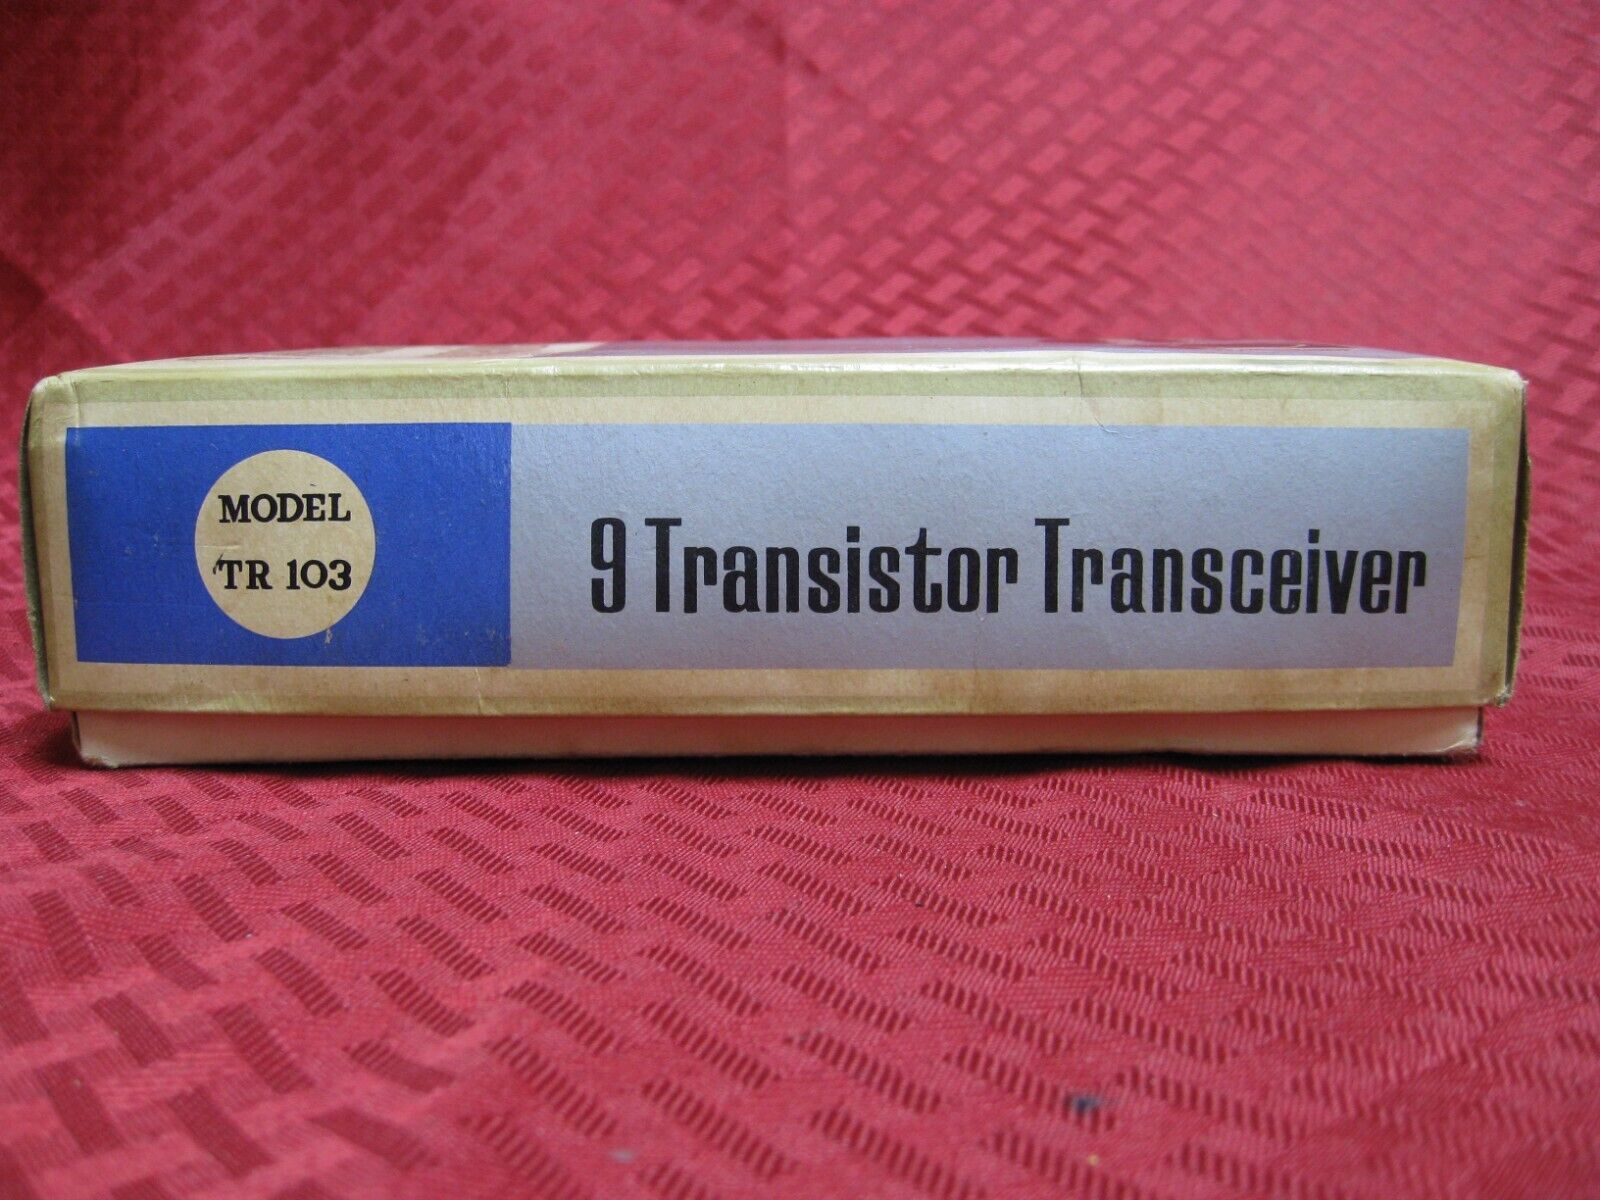 MODEL
TR 103
9 Transistor Transceiver